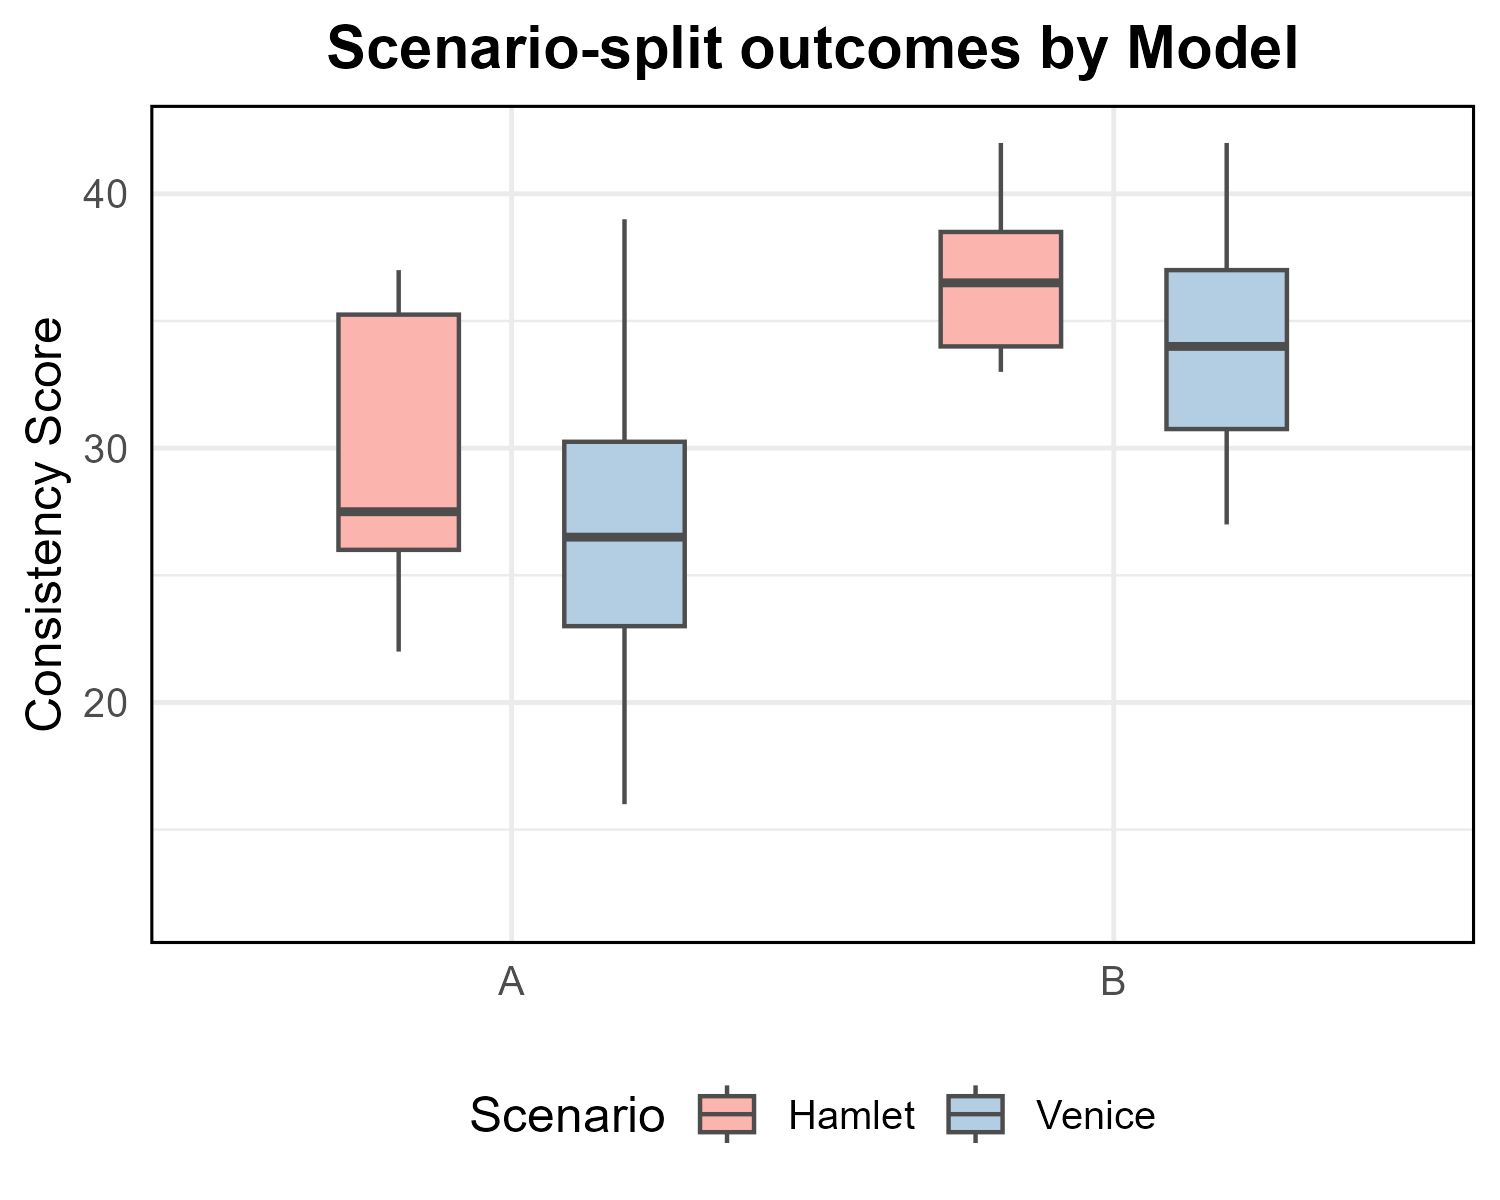 Scenario-split outcomes by Model
Consistency Score
40
30
20
A
B
Scenario
Hamlet
Venice